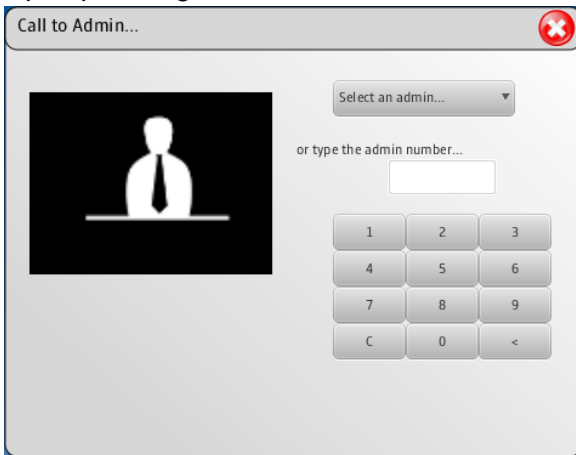 Call to Admin...
Select an admin...
or type the admin number...
1 2 3
4 5 6
7 8 9
C 0 <